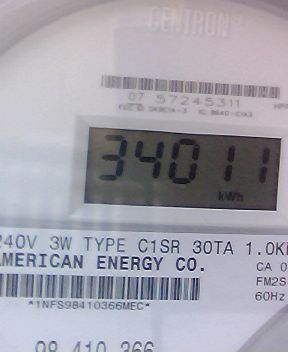 CENTRON®
07 57245311
34011
kWh
240V 3W TYPE C1SR 30TA 1.0K
AMERICAN ENERGY CO.
CA 0
FM2S
60Hz
*1NFS98410366MEC*
98 410 366